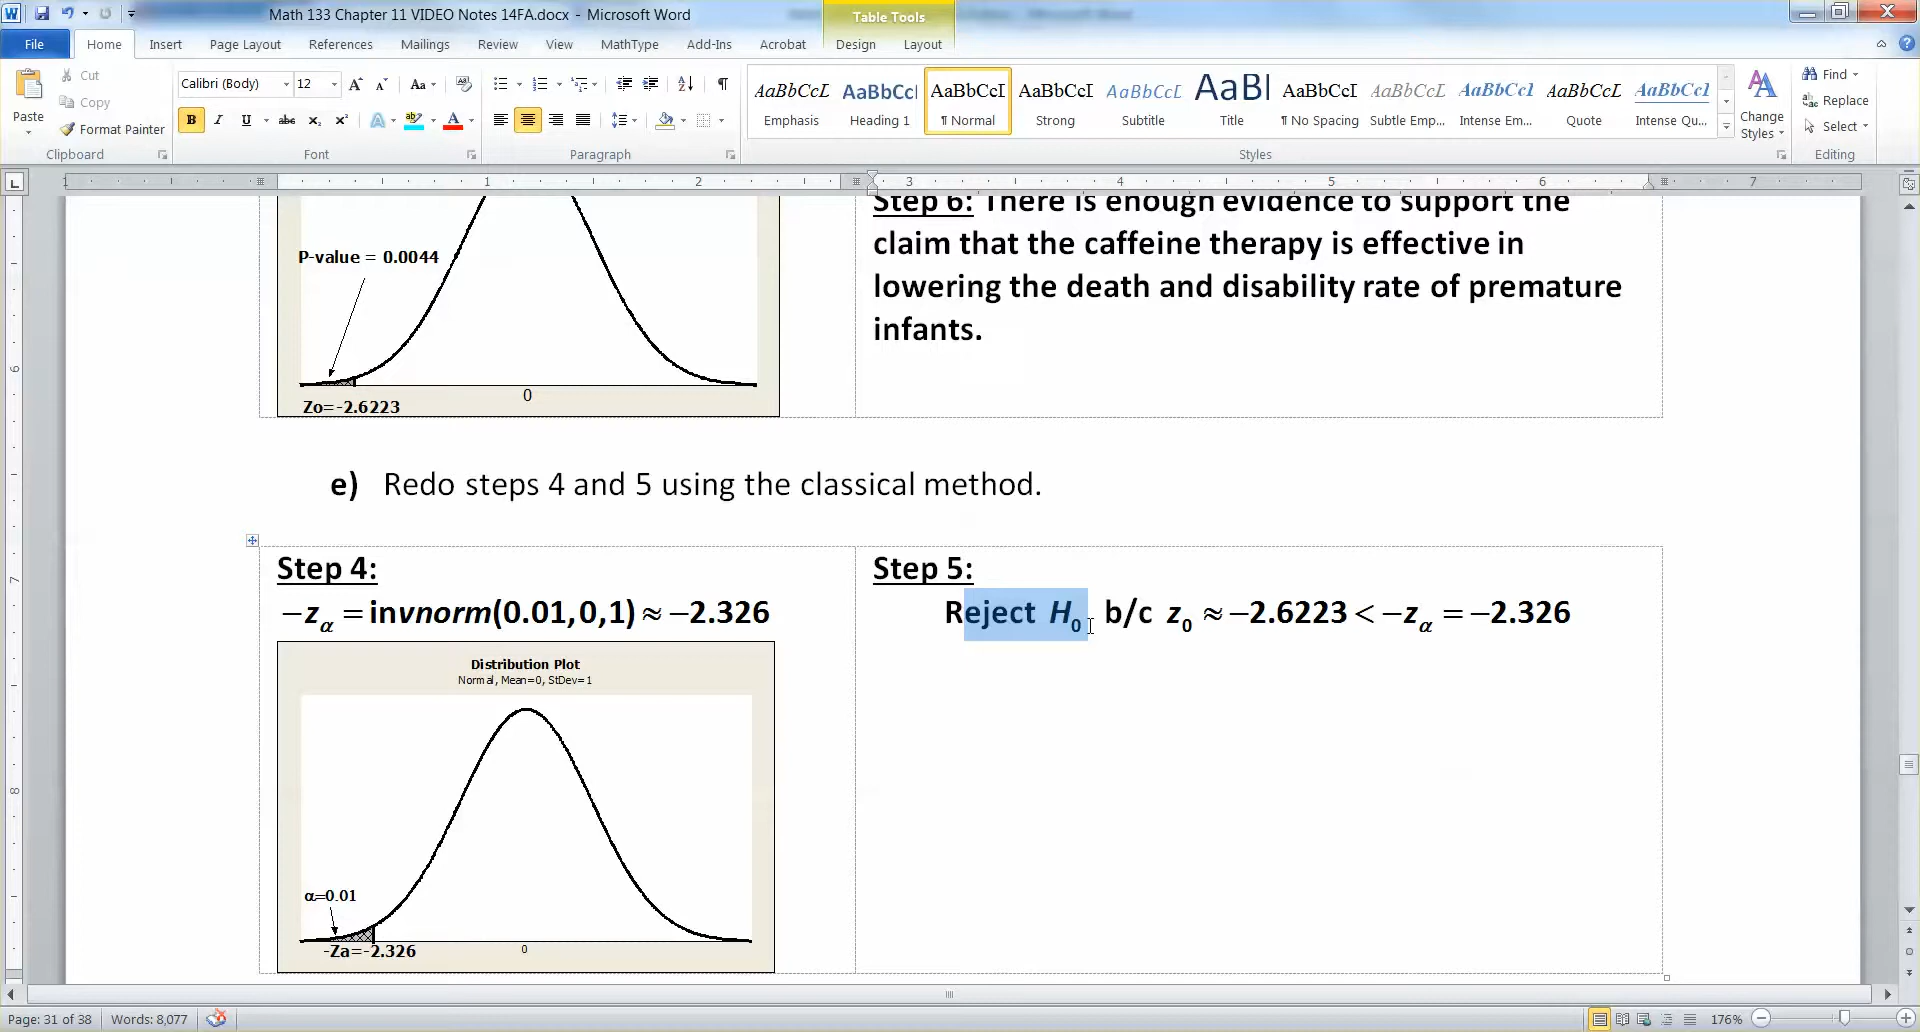 Math 133 Chapter 11 VIDEO Notes 14FA.docx - Microsoft Word
Table Tools
File Home Insert Page Layout References Mailings Review View MathType Add-Ins Acrobat Design Layout
Paste
Cut
Copy
Format Painter
Clipboard
Calibri (Body) 12
Font
Paragraph
AaBbCcL AaBbCcI AaBbCcI AaBbCcI AaBbCcL AaBl AaBbCcI AaBbCcL AaBbCcI AaBbCcL AaBbCcI
Emphasis Heading 1 ¶ Normal Strong Subtitle Title ¶ No Spacing Subtle Emp... Intense Em... Quote Intense Qu...
Change Styles
Styles
Find
Replace
Select
Editing
P-value = 0.0044
0
Zo=-2.6223
Step 6: There is enough evidence to support the
claim that the caffeine therapy is effective in
lowering the death and disability rate of premature
infants.
e) Redo steps 4 and 5 using the classical method.
Step 4:
−zα = invnorm(0.01,0,1) ≈ −2.326
Distribution Plot
Normal, Mean=0, StDev=1
α=0.01
-Za=-2.326
0
Step 5:
Reject H0 b/c z0 ≈ −2.6223 < −zα = −2.326
Page: 31 of 38 Words: 8,077 176%